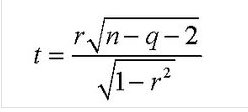 t = r√(n − q − 2) / √(1 − r²)